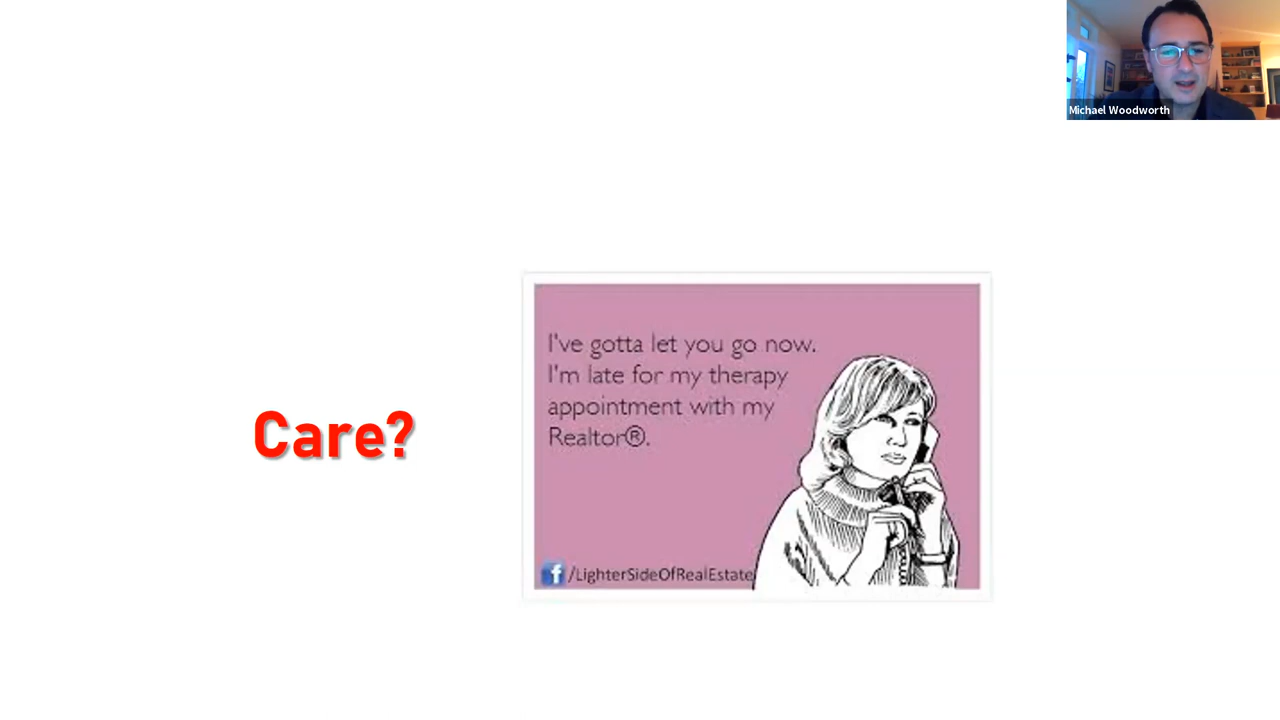 Michael Woodworth
I've gotta let you go now.
I'm late for my therapy
appointment with my
Realtor®.
Care?
f /LighterSideOfRealEstate